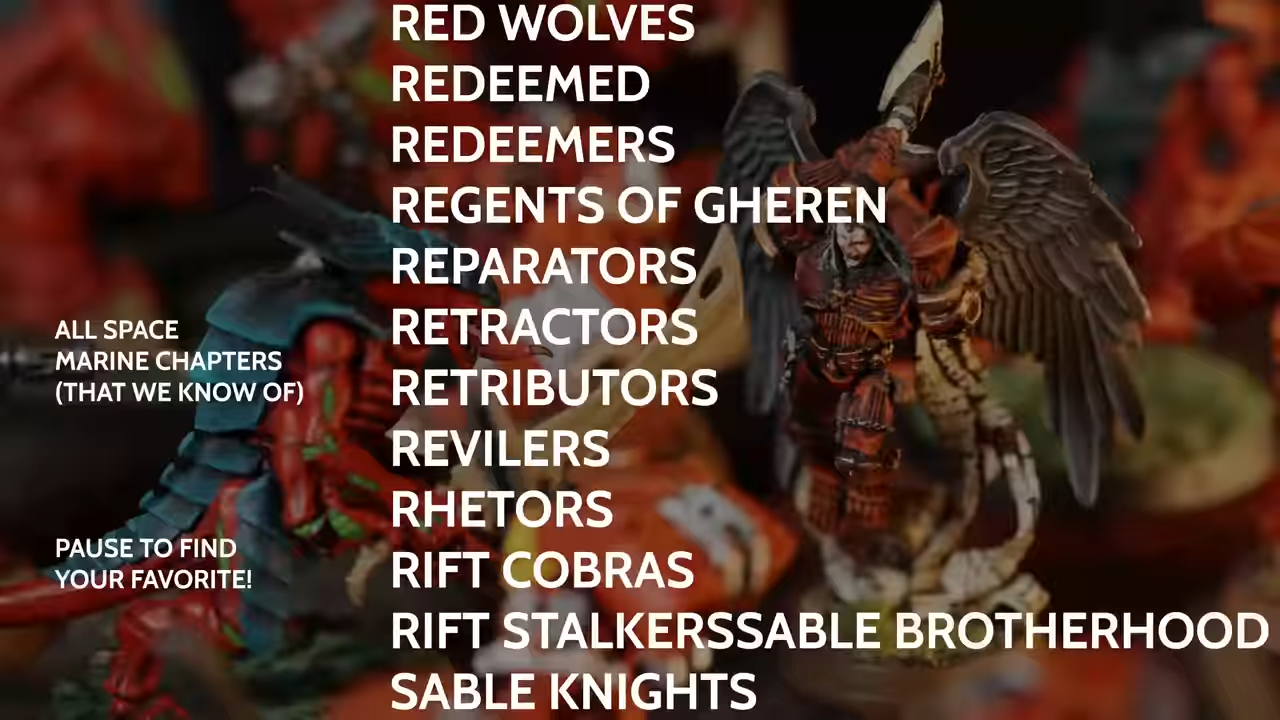 RED WOLVES
REDEEMED
REDEEMERS
REGENTS OF GHEREN
REPARATORS
RETRACTORS
RETRIBUTORS
REVILERS
RHETORS
RIFT COBRAS
RIFT STALKERSSABLE BROTHERHOOD
SABLE KNIGHTS
ALL SPACE
MARINE CHAPTERS
(THAT WE KNOW OF)
PAUSE TO FIND
YOUR FAVORITE!